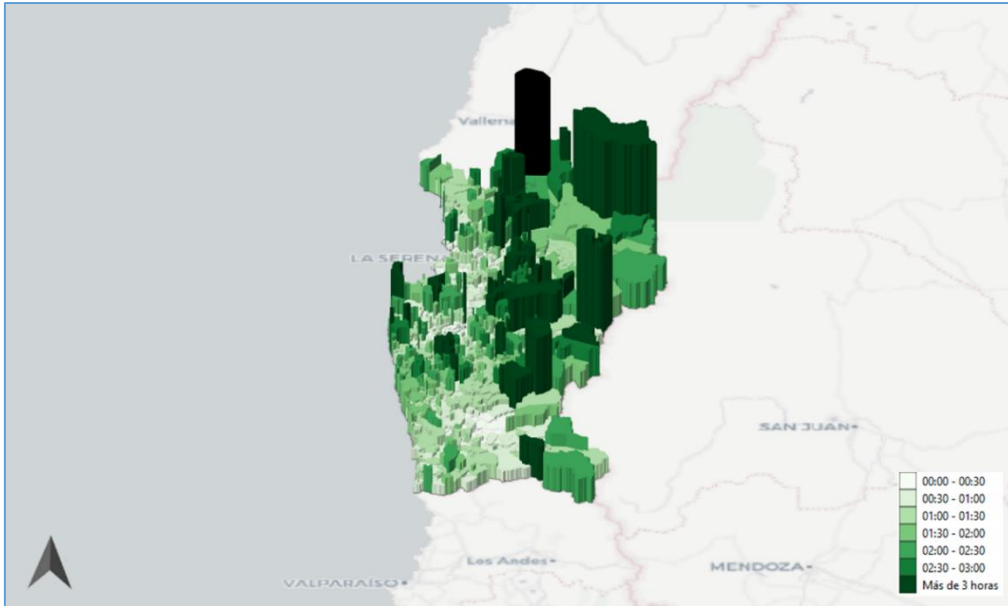 Vallena
LA SERENA
SAN JUÁN
Los Andes
VALPARAÍSO
MENDOZA
00:00 - 00:30
00:30 - 01:00
01:00 - 01:30
01:30 - 02:00
02:00 - 02:30
02:30 - 03:00
Más de 3 horas